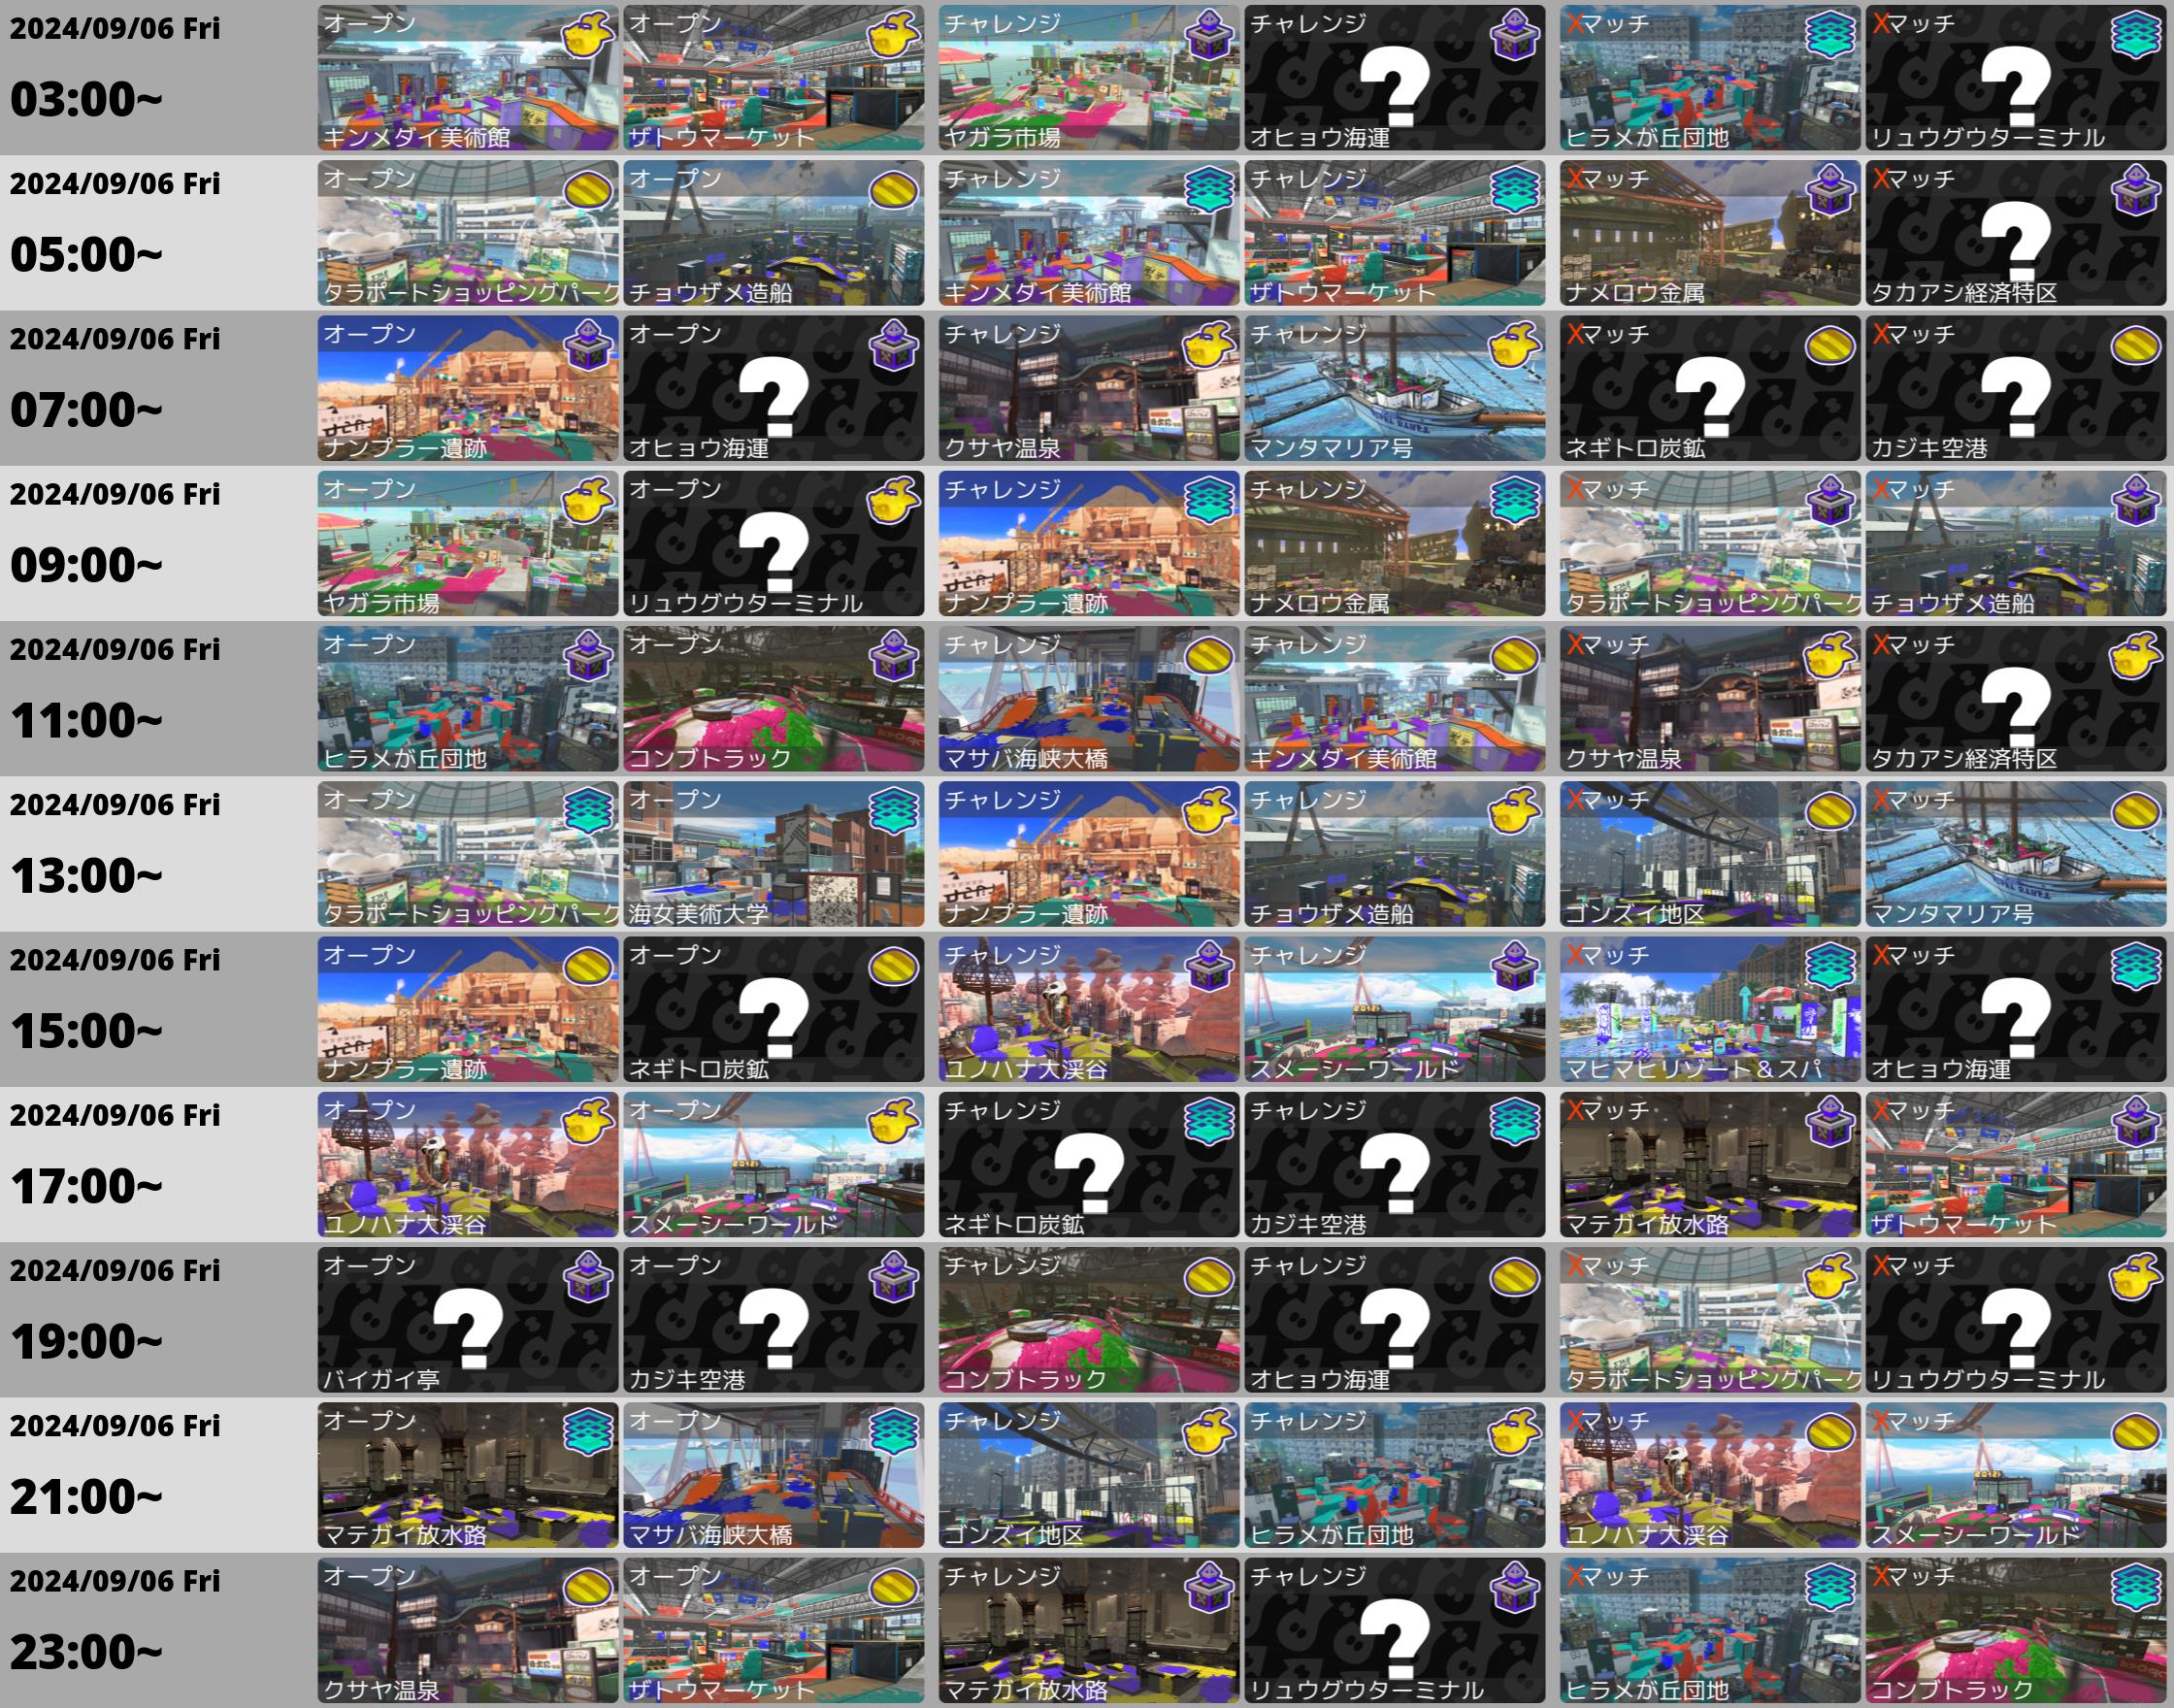 2024/09/06 Fri
03:00~
オープン
キンメダイ美術館
オープン
ザトウマーケット
チャレンジ
ヤガラ市場
チャレンジ
?
オヒョウ海運
Xマッチ
ヒラメが丘団地
Xマッチ
?
リュウグウターミナル
2024/09/06 Fri
05:00~
オープン
タラポートショッピングパーク
オープン
チョウザメ造船
チャレンジ
キンメダイ美術館
チャレンジ
ザトウマーケット
Xマッチ
ナメロウ金属
Xマッチ
?
タカアシ経済特区
2024/09/06 Fri
07:00~
オープン
ナンプラー遺跡
オープン
?
オヒョウ海運
チャレンジ
クサヤ温泉
チャレンジ
マンタマリア号
Xマッチ
?
ネギトロ炭鉱
Xマッチ
?
カジキ空港
2024/09/06 Fri
09:00~
オープン
ヤガラ市場
オープン
?
リュウグウターミナル
チャレンジ
ナンプラー遺跡
チャレンジ
ナメロウ金属
Xマッチ
タラポートショッピングパーク
Xマッチ
チョウザメ造船
2024/09/06 Fri
11:00~
オープン
ヒラメが丘団地
オープン
コンブトラック
チャレンジ
マサバ海峡大橋
チャレンジ
キンメダイ美術館
Xマッチ
クサヤ温泉
Xマッチ
?
タカアシ経済特区
2024/09/06 Fri
13:00~
オープン
タラポートショッピングパーク
オープン
海女美術大学
チャレンジ
ナンプラー遺跡
チャレンジ
チョウザメ造船
Xマッチ
ゴンズイ地区
Xマッチ
マンタマリア号
2024/09/06 Fri
15:00~
オープン
ナンプラー遺跡
オープン
?
ネギトロ炭鉱
チャレンジ
ユノハナ大渓谷
チャレンジ
スメーシーワールド
Xマッチ
マヒマヒリゾート&スパ
Xマッチ
?
オヒョウ海運
2024/09/06 Fri
17:00~
オープン
ユノハナ大渓谷
オープン
スメーシーワールド
チャレンジ
?
ネギトロ炭鉱
チャレンジ
?
カジキ空港
Xマッチ
マテガイ放水路
Xマッチ
ザトウマーケット
2024/09/06 Fri
19:00~
オープン
?
バイガイ亭
オープン
?
カジキ空港
チャレンジ
コンブトラック
チャレンジ
?
オヒョウ海運
Xマッチ
タラポートショッピングパーク
Xマッチ
?
リュウグウターミナル
2024/09/06 Fri
21:00~
オープン
マテガイ放水路
オープン
マサバ海峡大橋
チャレンジ
ゴンズイ地区
チャレンジ
ヒラメが丘団地
Xマッチ
ユノハナ大渓谷
Xマッチ
スメーシーワールド
2024/09/06 Fri
23:00~
オープン
クサヤ温泉
オープン
ザトウマーケット
チャレンジ
マテガイ放水路
チャレンジ
?
リュウグウターミナル
Xマッチ
ヒラメが丘団地
Xマッチ
コンブトラック